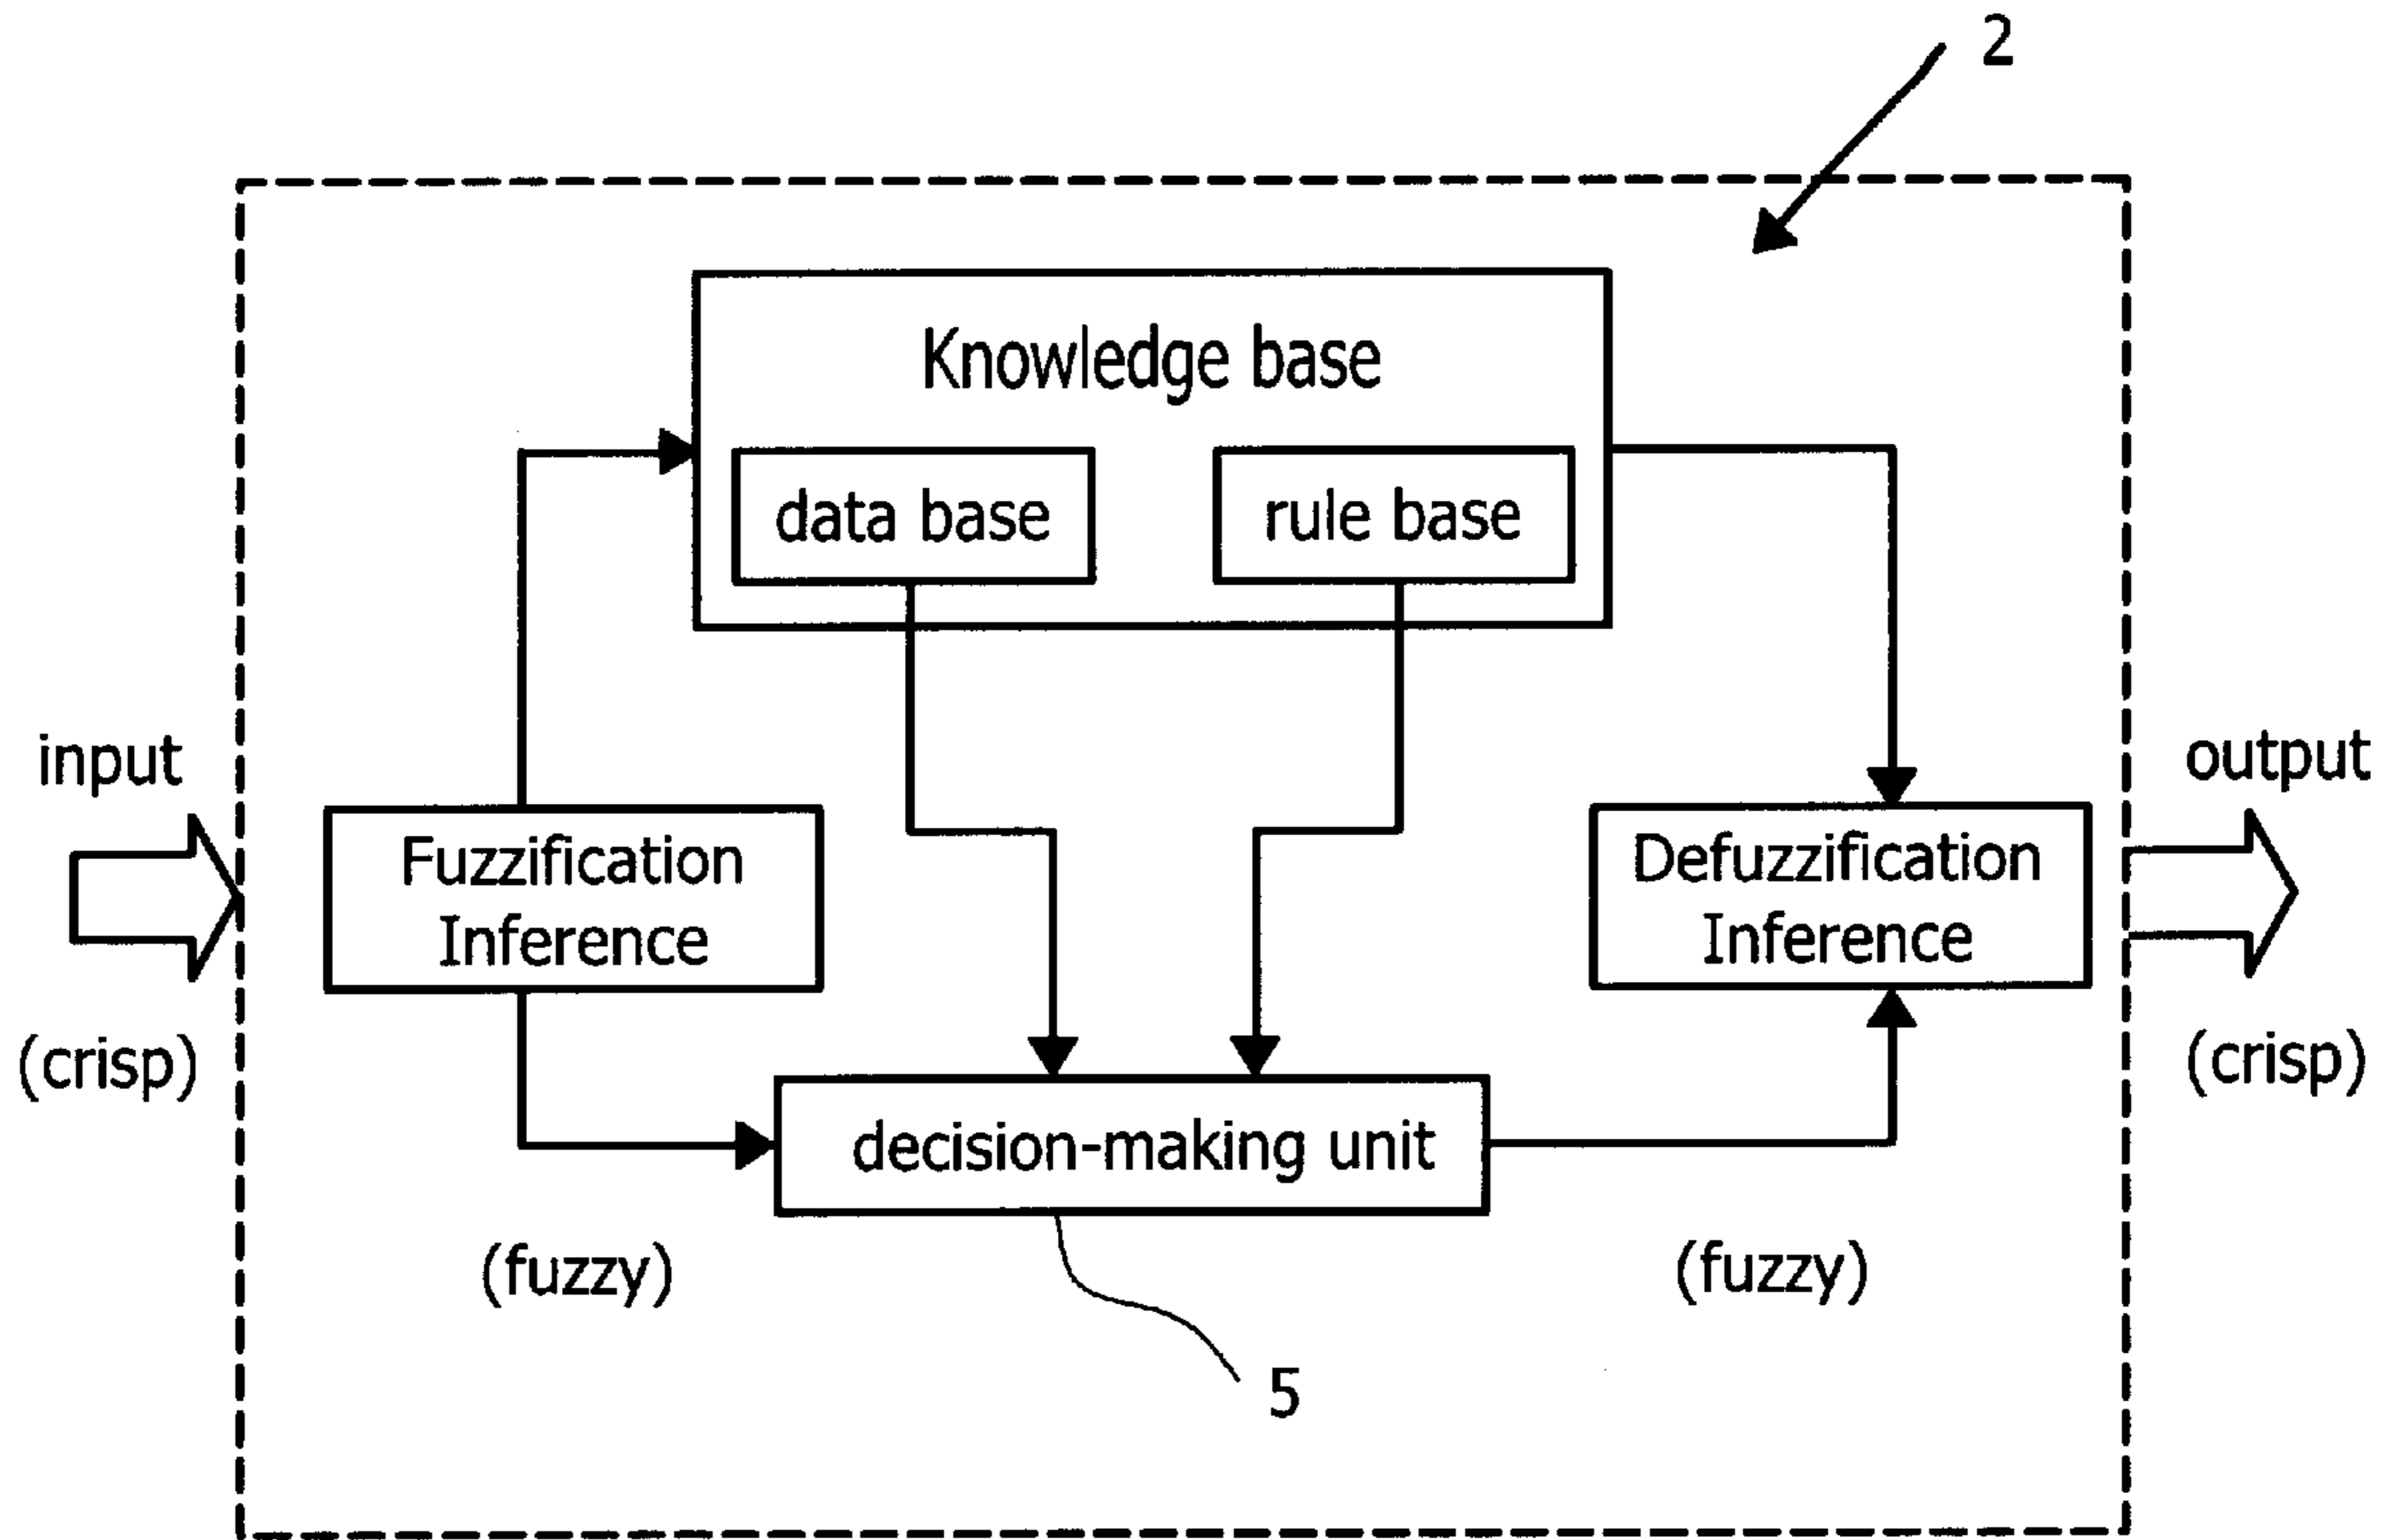 2
Knowledge base
data base
rule base
input
output
Fuzzification
Inference
Defuzzification
Inference
(crisp)
(crisp)
decision-making unit
(fuzzy)
(fuzzy)
5